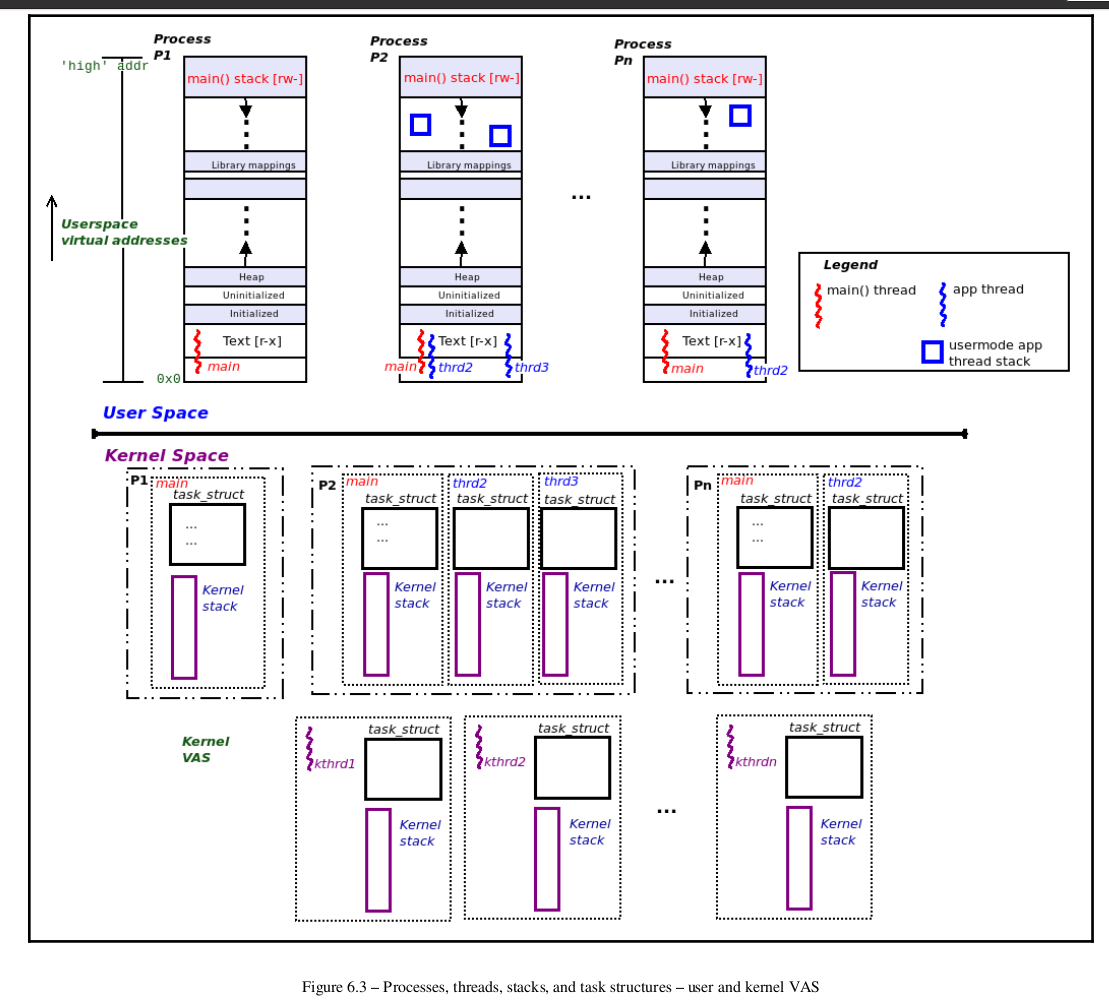 Process
P1
Process
P2
Process
Pn
'high' addr
main() stack [rw-]
main() stack [rw-]
main() stack [rw-]
Library mappings
Library mappings
Library mappings
...
Userspace
virtual addresses
Heap
Heap
Heap
Uninitialized
Uninitialized
Uninitialized
Initialized
Initialized
Initialized
Text [r-x]
Text [r-x]
Text [r-x]
main
main
thrd2
thrd3
main
thrd2
0x0
Legend
main() thread
app thread
usermode app
thread stack
User Space
Kernel Space
P1
main
task_struct
...
...
Kernel
stack
P2
main
task_struct
...
...
Kernel
stack
thrd2
task_struct
Kernel
stack
thrd3
task_struct
Kernel
stack
...
Pn
main
task_struct
...
...
Kernel
stack
thrd2
task_struct
Kernel
stack
Kernel
VAS
kthrd1
task_struct
Kernel
stack
kthrd2
task_struct
Kernel
stack
...
kthrdn
task_struct
Kernel
stack
Figure 6.3 – Processes, threads, stacks, and task structures – user and kernel VAS